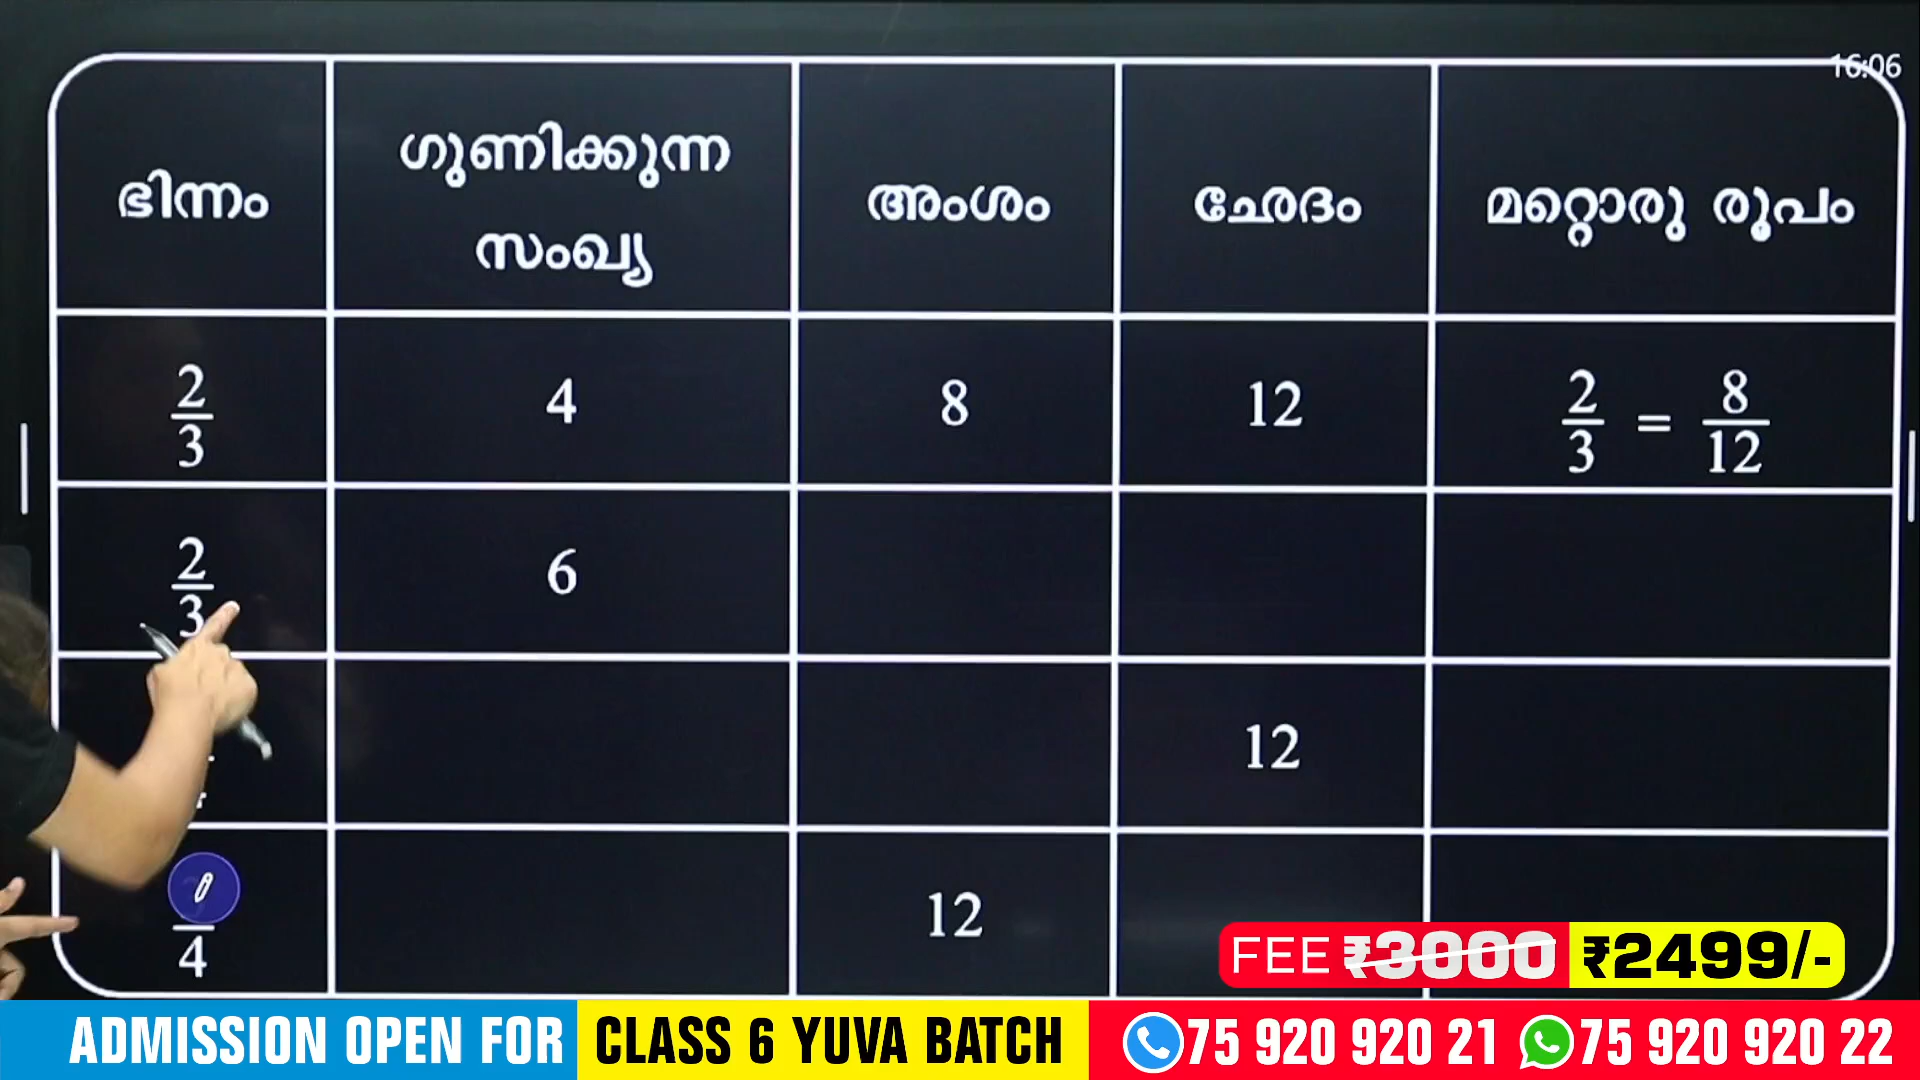 16:06
ഭിന്നം
ഗുണിക്കുന്ന
സംഖ്യ
അംശം
ഛേദം
മറ്റൊരു രൂപം
2/3
4
8
12
2/3 = 8/12
2/3
6
12
4
12
FEE ₹3000 ₹2499/-
ADMISSION OPEN FOR CLASS 6 YUVA BATCH 75 920 920 21 75 920 920 22